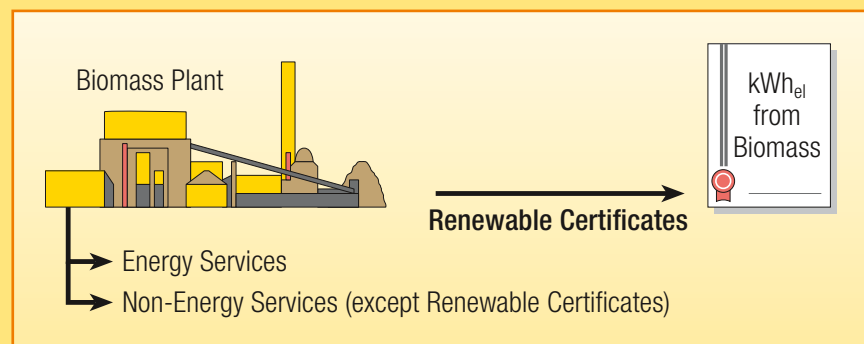 Biomass Plant
kWhel
from
Biomass
Renewable Certificates
Energy Services
Non-Energy Services (except Renewable Certificates)